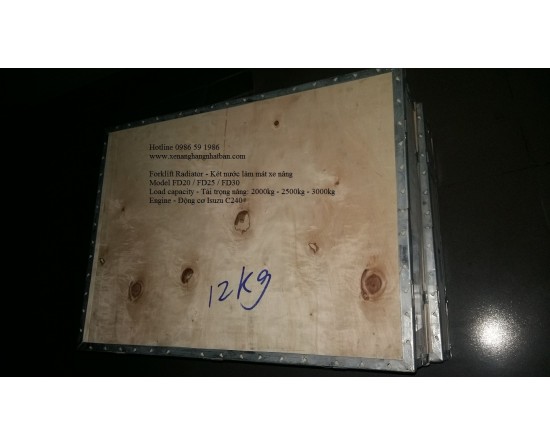 Hotline 0986 59 1986
www.xenanghangnhatban.com
Forklift Radiator - Két nước làm mát xe nâng
Model FD20 / FD25 / FD30
Load capacity - Tải trọng nâng: 2000kg - 2500kg - 3000kg
Engine - Động cơ Isuzu C240#
12kg